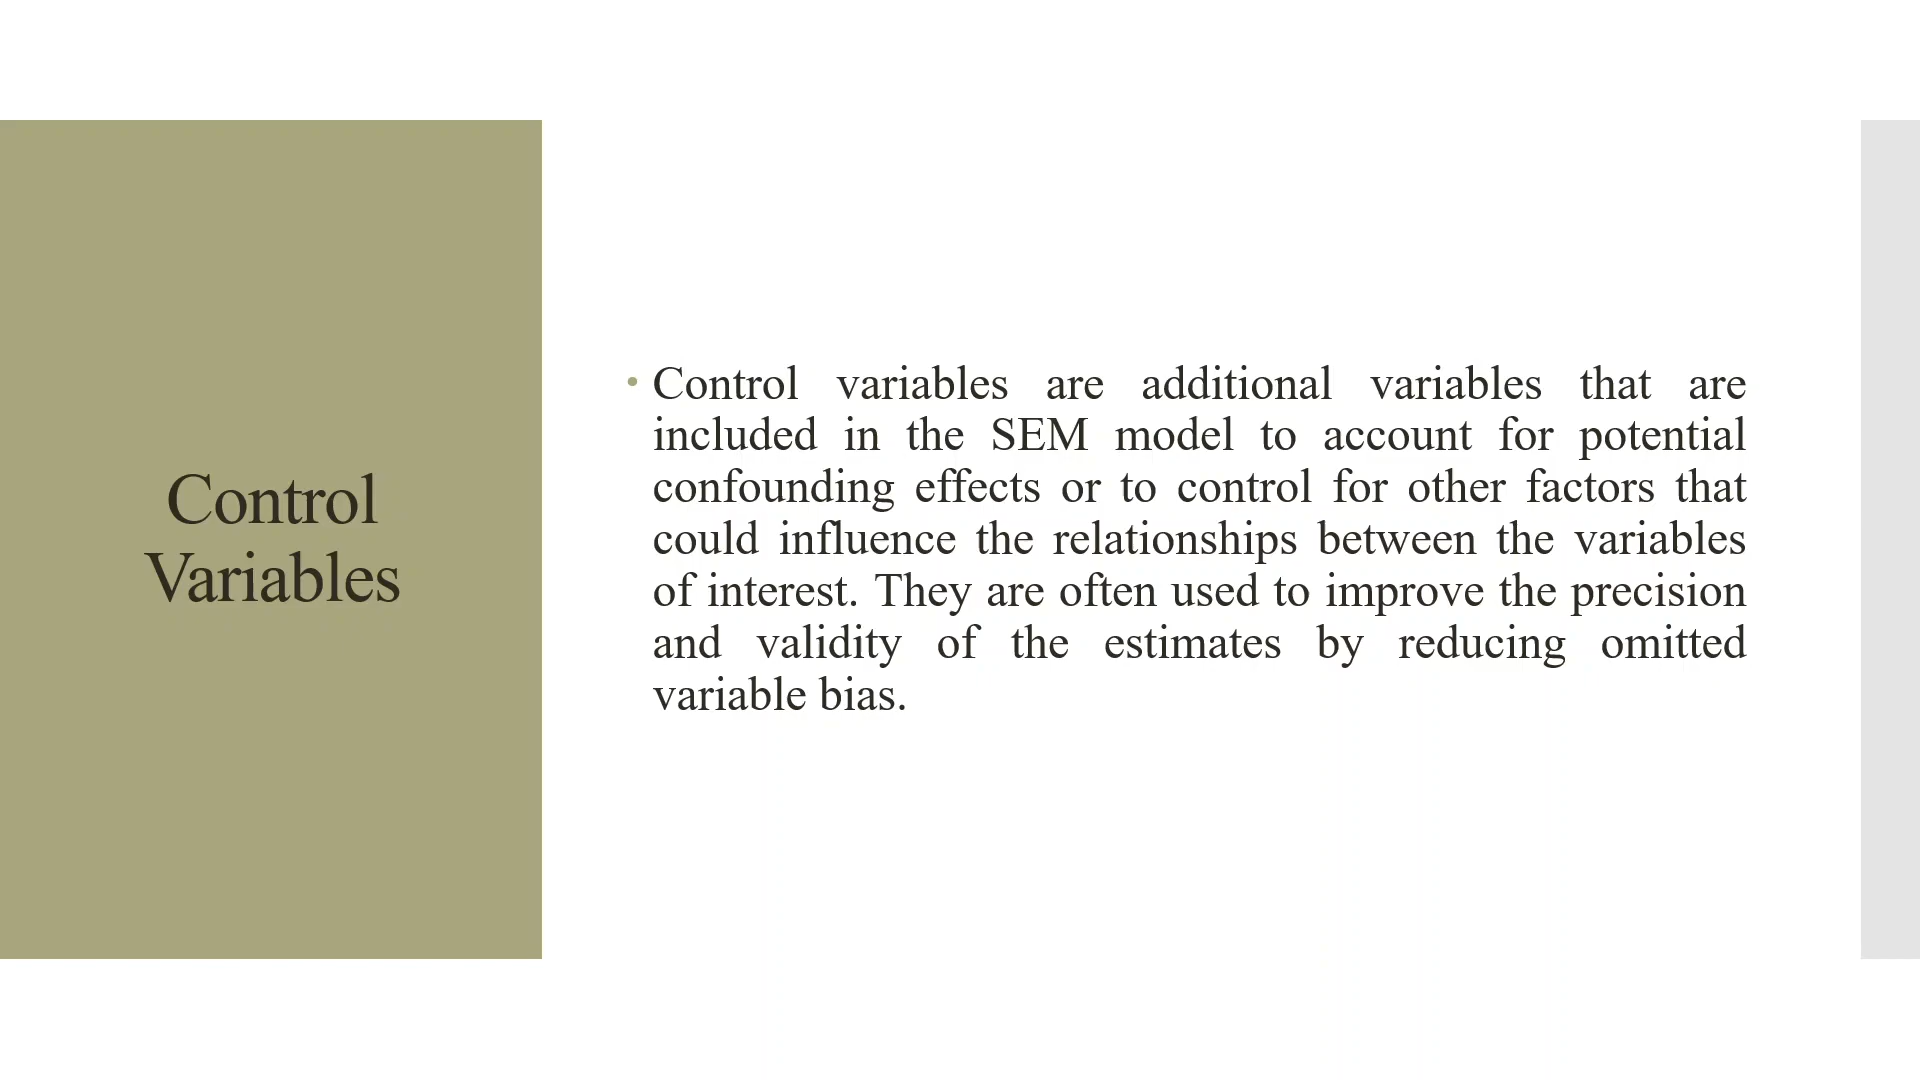 Control
Variables
• Control variables are additional variables that are
included in the SEM model to account for potential
confounding effects or to control for other factors that
could influence the relationships between the variables
of interest. They are often used to improve the precision
and validity of the estimates by reducing omitted
variable bias.